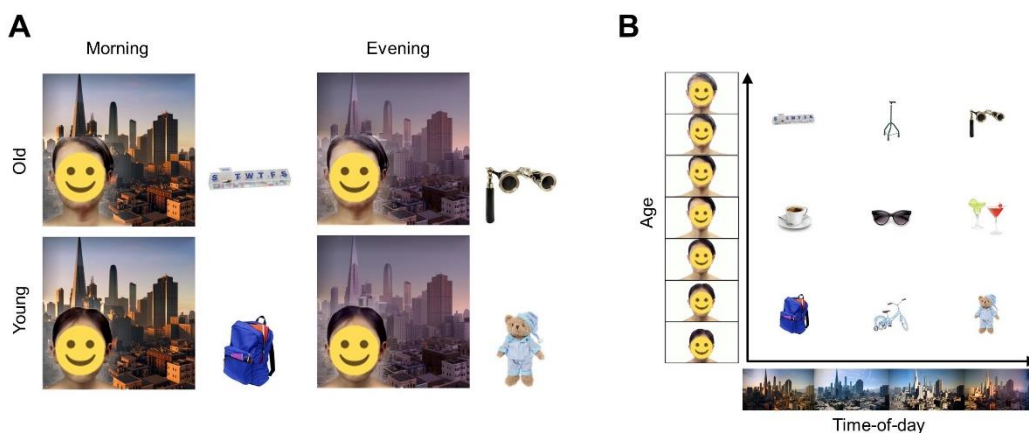 A
Morning
Evening
Old
Young
S T W T F S
B
Age
Time-of-day